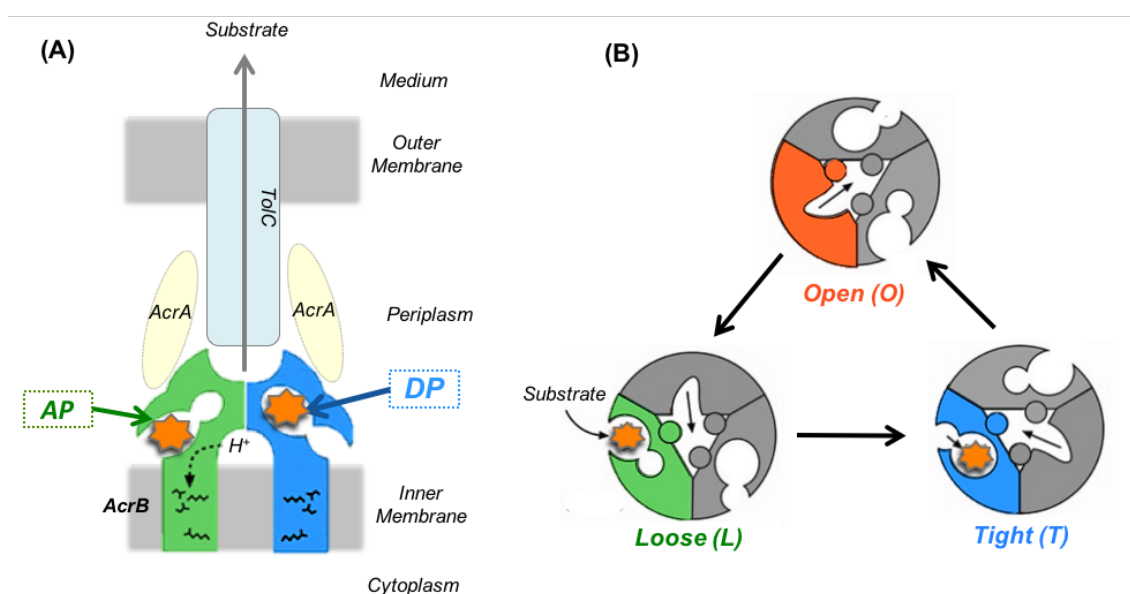 (A)
Substrate
Medium
Outer
Membrane
TolC
AcrA
AcrA
Periplasm
AP
DP
H+
AcrB
Inner
Membrane
Cytoplasm
(B)
Open (O)
Substrate
Loose (L)
Tight (T)